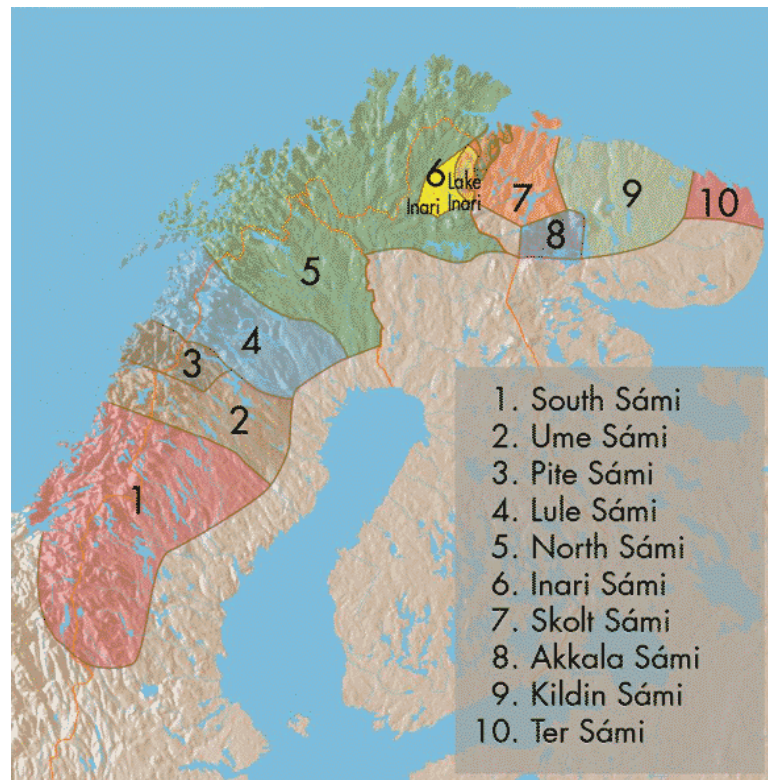 6
Lake
Inari Inari
7
9
10
8
5
4
3
2
1
1. South Sámi
2. Ume Sámi
3. Pite Sámi
4. Lule Sámi
5. North Sámi
6. Inari Sámi
7. Skolt Sámi
8. Akkala Sámi
9. Kildin Sámi
10. Ter Sámi